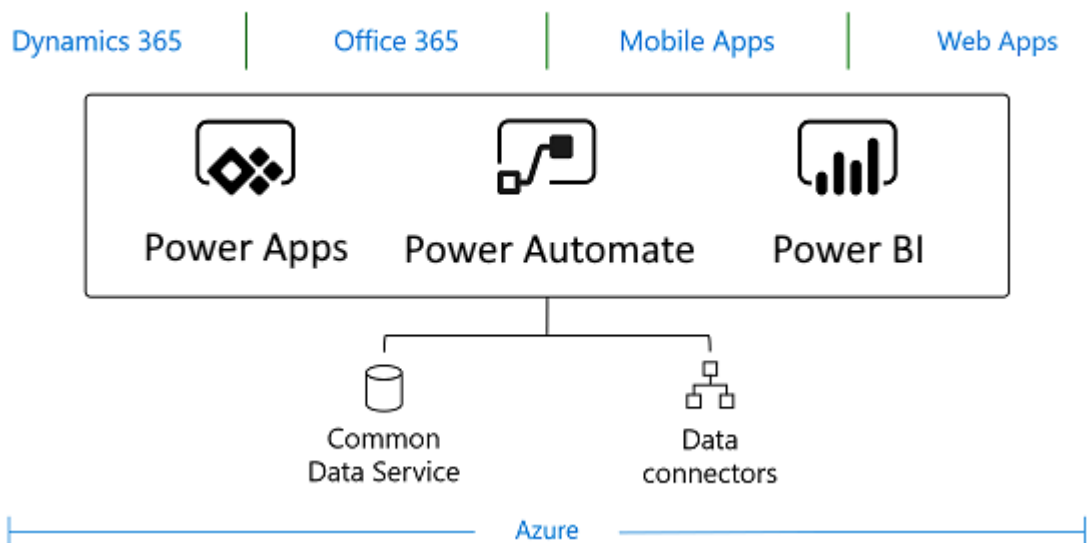 Dynamics 365
Office 365
Mobile Apps
Web Apps
Power Apps
Power Automate
Power BI
Common
Data Service
Data
connectors
Azure